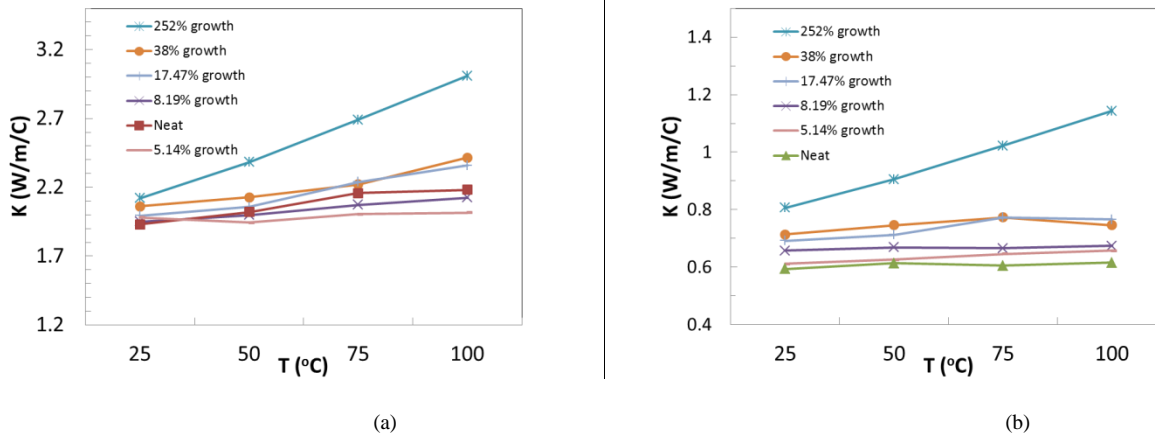 3.2
2.7
2.2
1.7
1.2
K (W/m/C)
252% growth
38% growth
17.47% growth
8.19% growth
Neat
5.14% growth
25 50 75 100
T (°C)
(a)
1.4
1.2
1
0.8
0.6
0.4
K (W/m/C)
252% growth
38% growth
17.47% growth
8.19% growth
5.14% growth
Neat
25 50 75 100
T (°C)
(b)